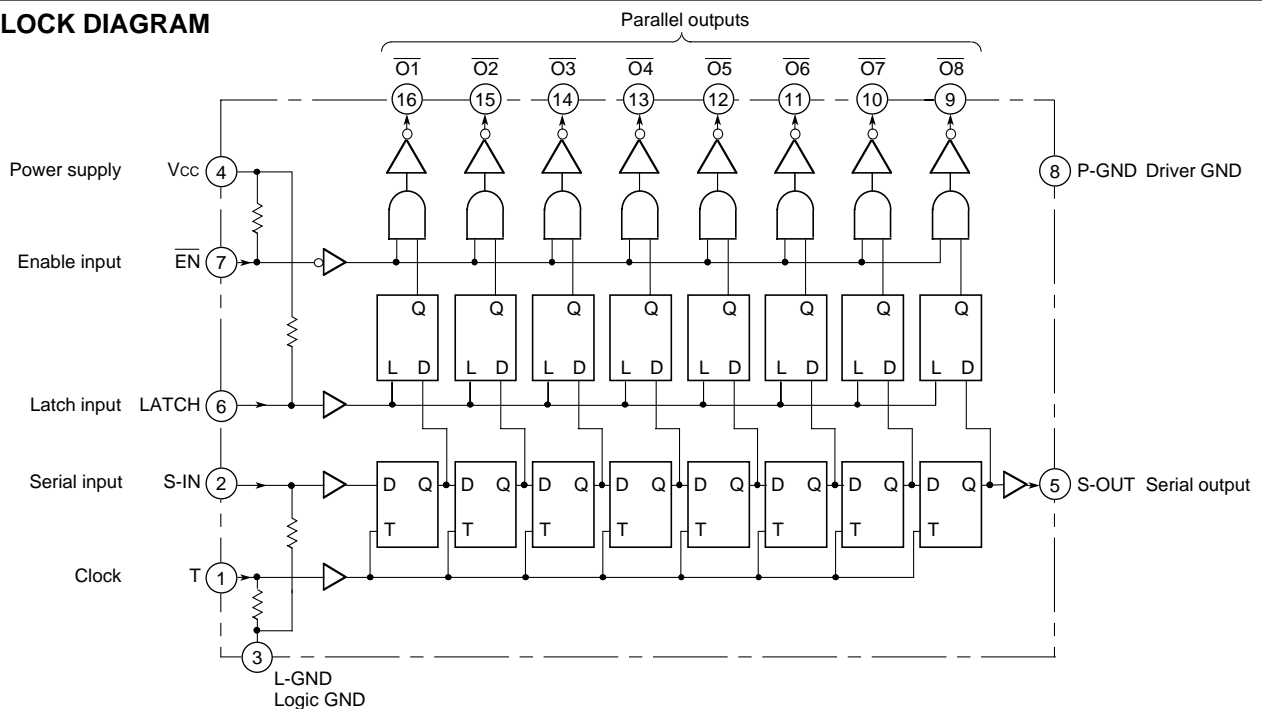 LOCK DIAGRAM
Parallel outputs
O1 O2 O3 O4 O5 O6 O7 O8
16 15 14 13 12 11 10 9
Power supply VCC 4
8 P-GND Driver GND
Enable input EN 7
Q Q Q Q Q Q Q Q
L D L D L D L D L D L D L D L D
Latch input LATCH 6
Serial input S-IN 2
D Q D Q D Q D Q D Q D Q D Q D Q
5 S-OUT Serial output
T T T T T T T T
Clock T 1
3
L-GND
Logic GND